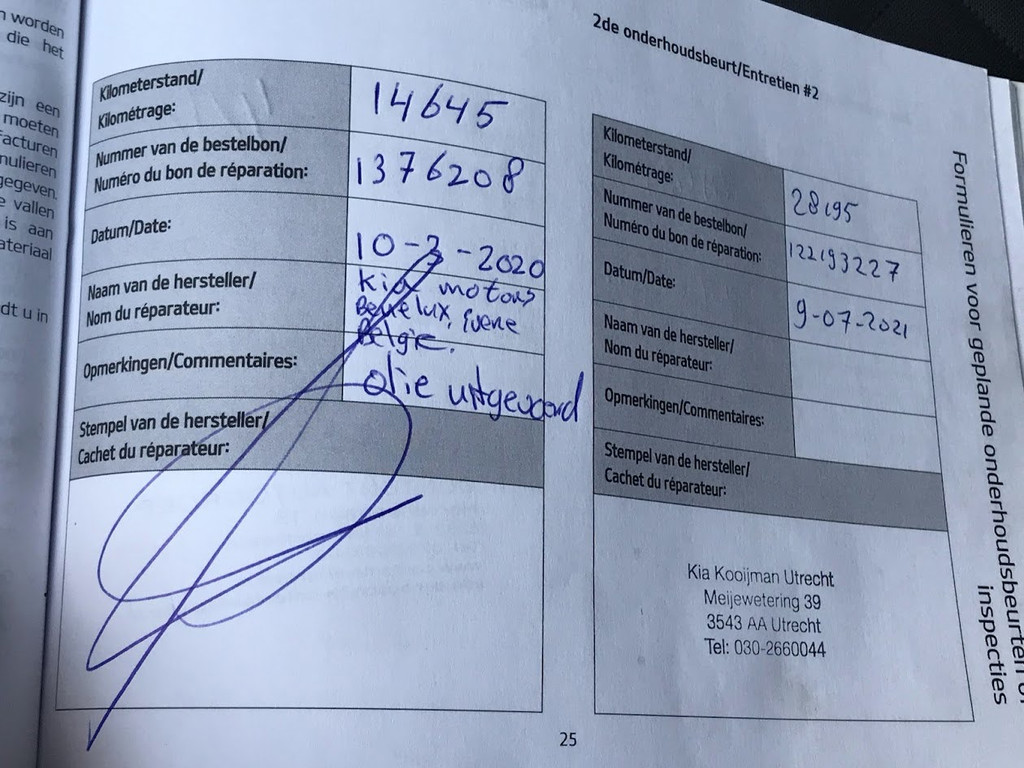 n worden
die het
zijn een
moeten
facturen
nulieren
gegeven.
e vallen
is aan
ateriaal
dt u in
Kilometerstand/
Kilométrage:
14645
Nummer van de bestelbon/
Numéro du bon de réparation:
1376208
Datum/Date:
10-3-2020
Naam van de hersteller/
Nom du réparateur:
Kia motors
Benelux,
Belgie.
Opmerkingen/Commentaires:
olie uitgevoerd
Stempel van de hersteller/
Cachet du réparateur:
2de onderhoudsbeurt/Entretien #2
Kilometerstand/
Kilométrage:
28195
Nummer van de bestelbon/
Numéro du bon de réparation:
122193227
Datum/Date:
9-07-2021
Naam van de hersteller/
Nom du réparateur:
Opmerkingen/Commentaires:
Stempel van de hersteller/
Cachet du réparateur:
Kia Kooijman Utrecht
Meijewetering 39
3543 AA Utrecht
Tel: 030-2660044
Formulieren voor geplande onderhoudsbeurten
inspecties
25